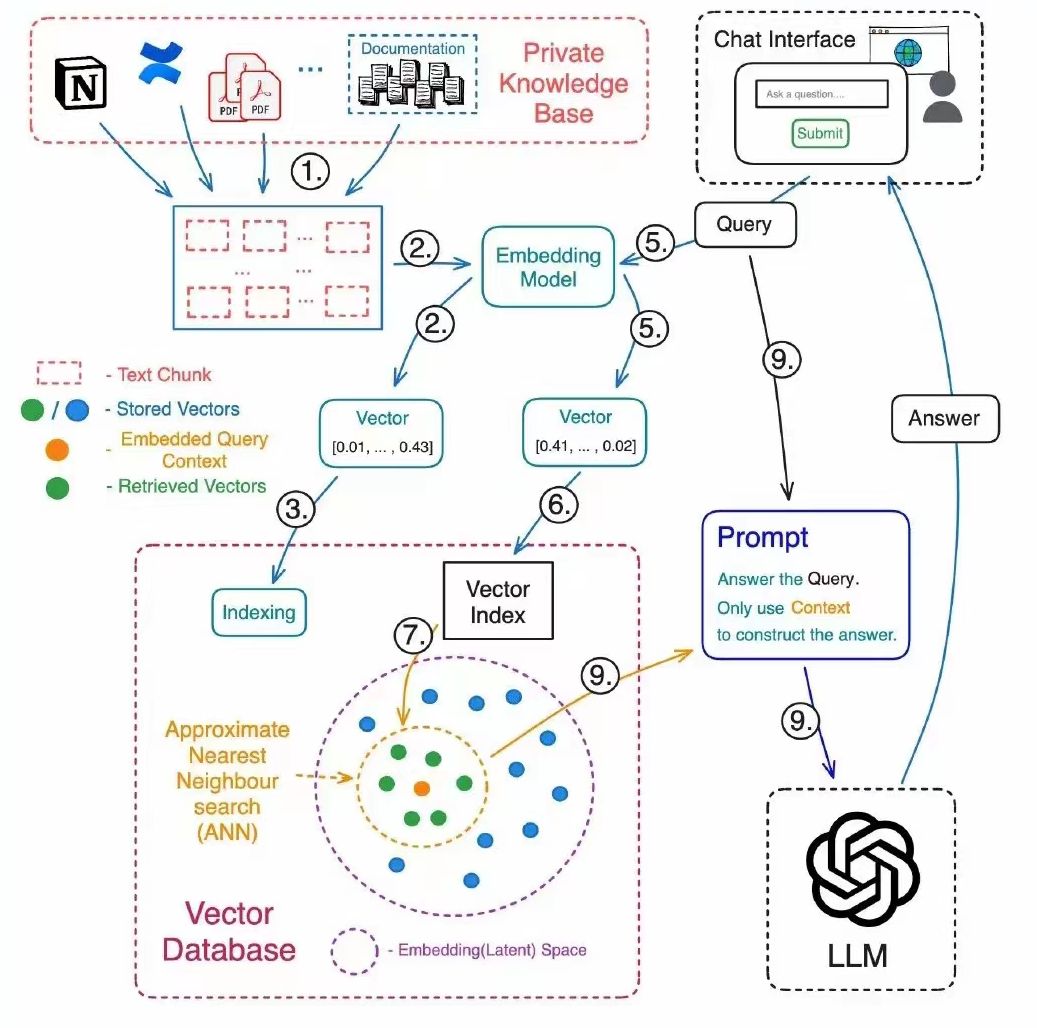 Documentation
Private
Knowledge
Base
N
PDF
PDF
...
Chat Interface
Ask a question....
Submit
1.
...
...
...
...
2.
Embedding
Model
5.
Query
2.
5.
9.
- Text Chunk
/
- Stored Vectors
- Embedded Query
Context
- Retrieved Vectors
Vector
[0.01, ... , 0.43]
Vector
[0.41, ... , 0.02]
Answer
3.
6.
Indexing
Vector
Index
7.
Prompt
Answer the Query.
Only use Context
to construct the answer.
9.
9.
Approximate
Nearest
Neighbour
search
(ANN)
Vector
Database
- Embedding(Latent) Space
LLM